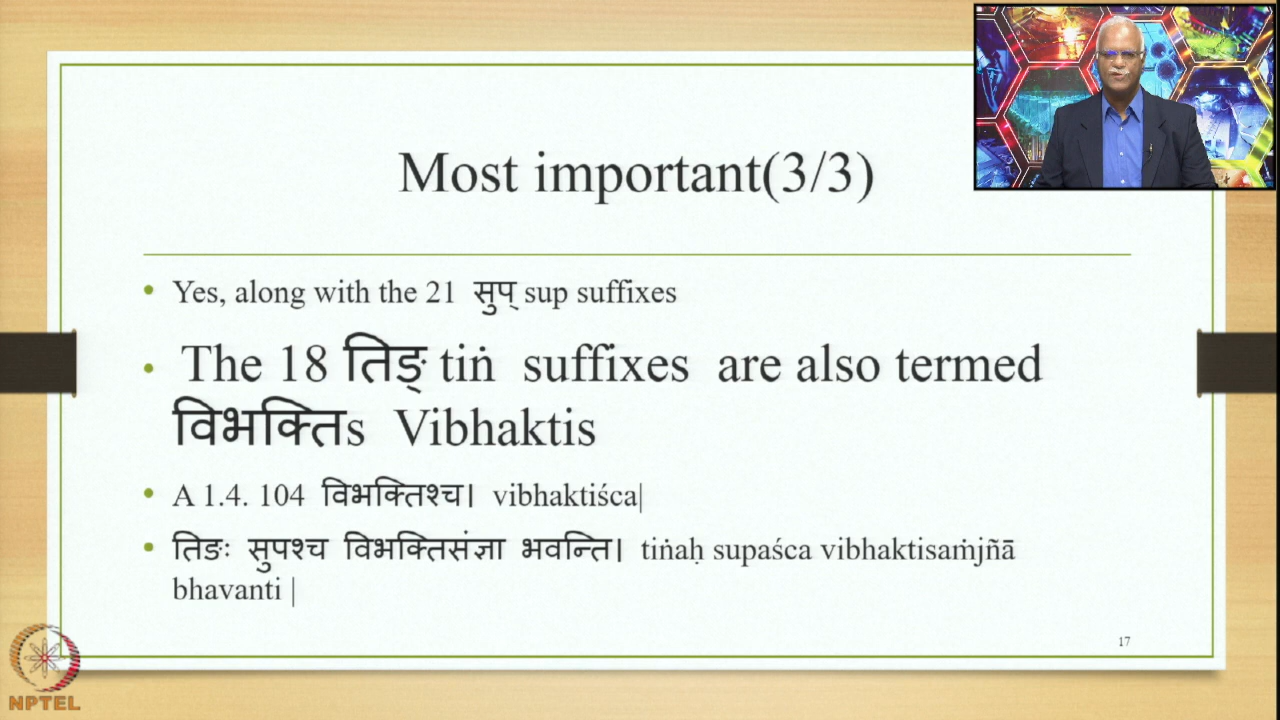 Most important(3/3)
• Yes, along with the 21 सुप् sup suffixes
• The 18 तिङ् tiṅ suffixes are also termed
विभक्तिs Vibhaktis
• A 1.4. 104 विभक्तिश्च। vibhaktiśca|
• तिङः सुपश्च विभक्तिसंज्ञा भवन्ति। tiṅaḥ supaśca vibhaktisaṁjñā
bhavanti |
17
NPTEL